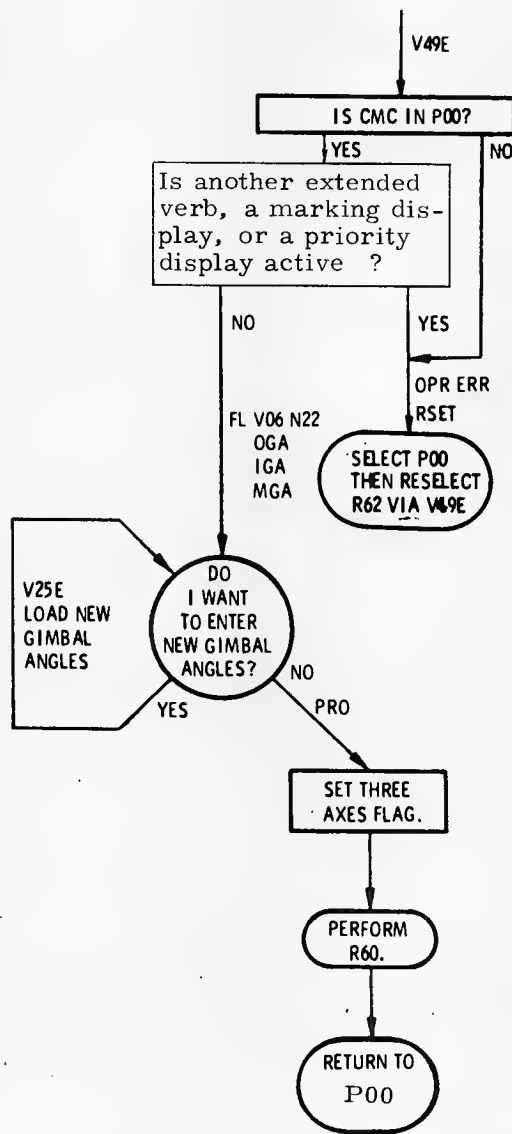 V49E
IS CMC IN P00?
YES
NO
Is another extended
verb, a marking dis-
play, or a priority
display active ?
NO
YES
OPR ERR
RSET
FL V06 N22
OGA
IGA
MGA
SELECT P00
THEN RESELECT
R62 VIA V49E
V25E
LOAD NEW
GIMBAL
ANGLES
DO
I WANT
TO ENTER
NEW GIMBAL
ANGLES?
YES
NO
PRO
SET THREE
AXES FLAG.
PERFORM
R60.
RETURN TO
P00